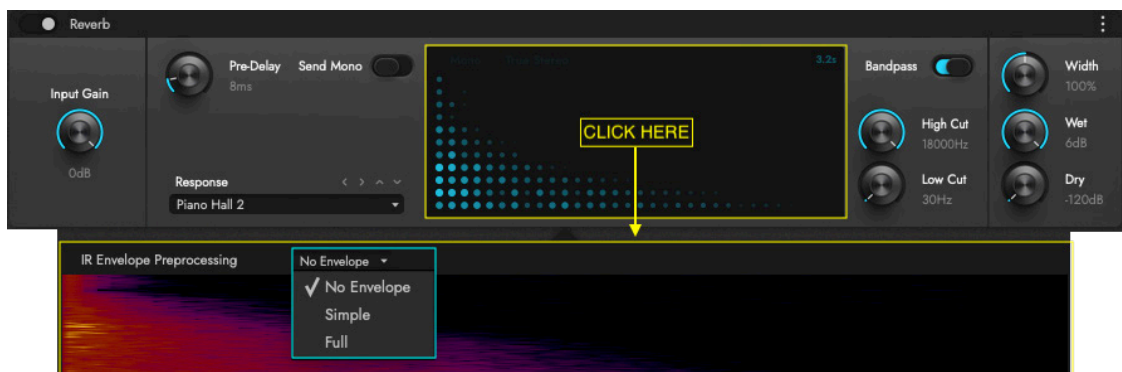 Reverb
Input Gain
0dB
Pre-Delay
8ms
Send Mono
Response
Piano Hall 2
3.2s
CLICK HERE
Bandpass
High Cut
18000Hz
Low Cut
30Hz
Width
100%
Wet
6dB
Dry
-120dB
IR Envelope Preprocessing
No Envelope
No Envelope
Simple
Full